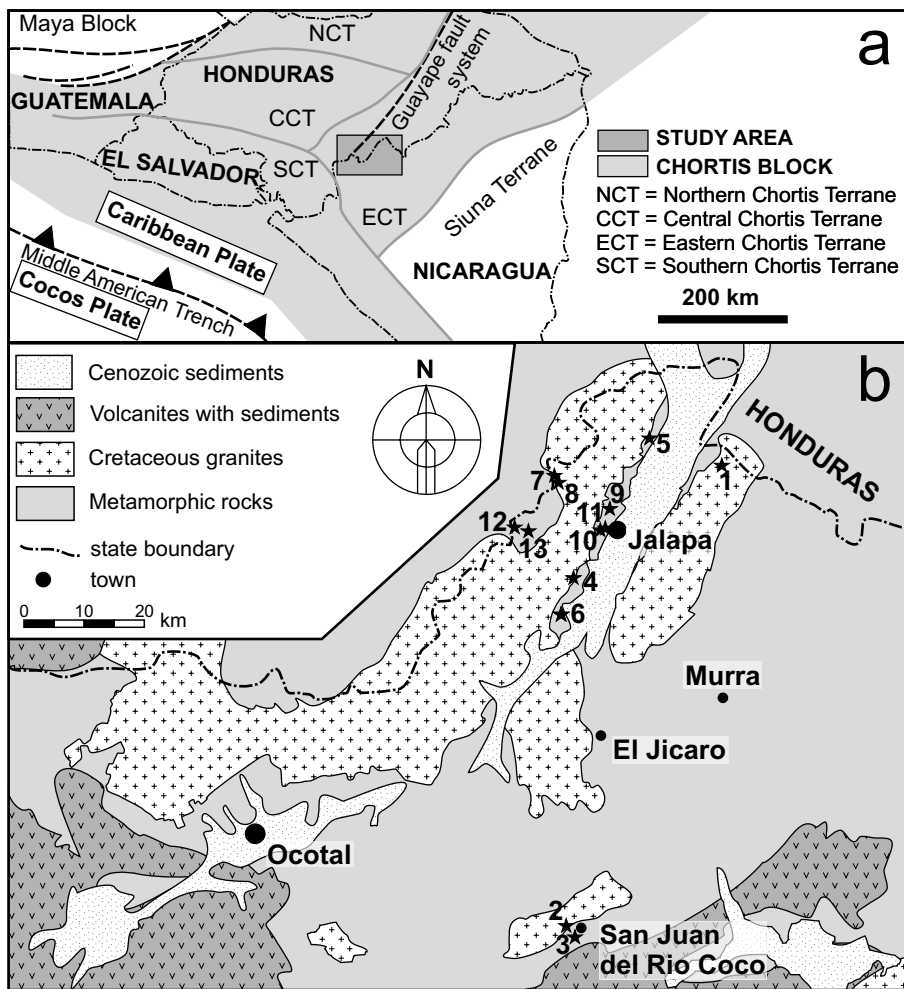 a
Maya Block
NCT
HONDURAS
Guayape fault
system
GUATEMALA
CCT
EL SALVADOR
SCT
ECT
Siuna Terrane
NICARAGUA
Caribbean Plate
Middle American Trench
Cocos Plate
STUDY AREA
CHORTIS BLOCK
NCT = Northern Chortis Terrane
CCT = Central Chortis Terrane
ECT = Eastern Chortis Terrane
SCT = Southern Chortis Terrane
200 km
b
Cenozoic sediments
Volcanites with sediments
Cretaceous granites
Metamorphic rocks
state boundary
town
0 10 20
km
N
HONDURAS
5
1
7
8
9
11
12
13
10
Jalapa
4
6
Murra
El Jicaro
Ocotal
2
3
San Juan
del Rio Coco